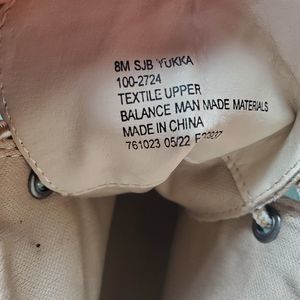 8M SJB YUKKA
100-2724
TEXTILE UPPER
BALANCE MAN MADE MATERIALS
MADE IN CHINA
761023 05/22